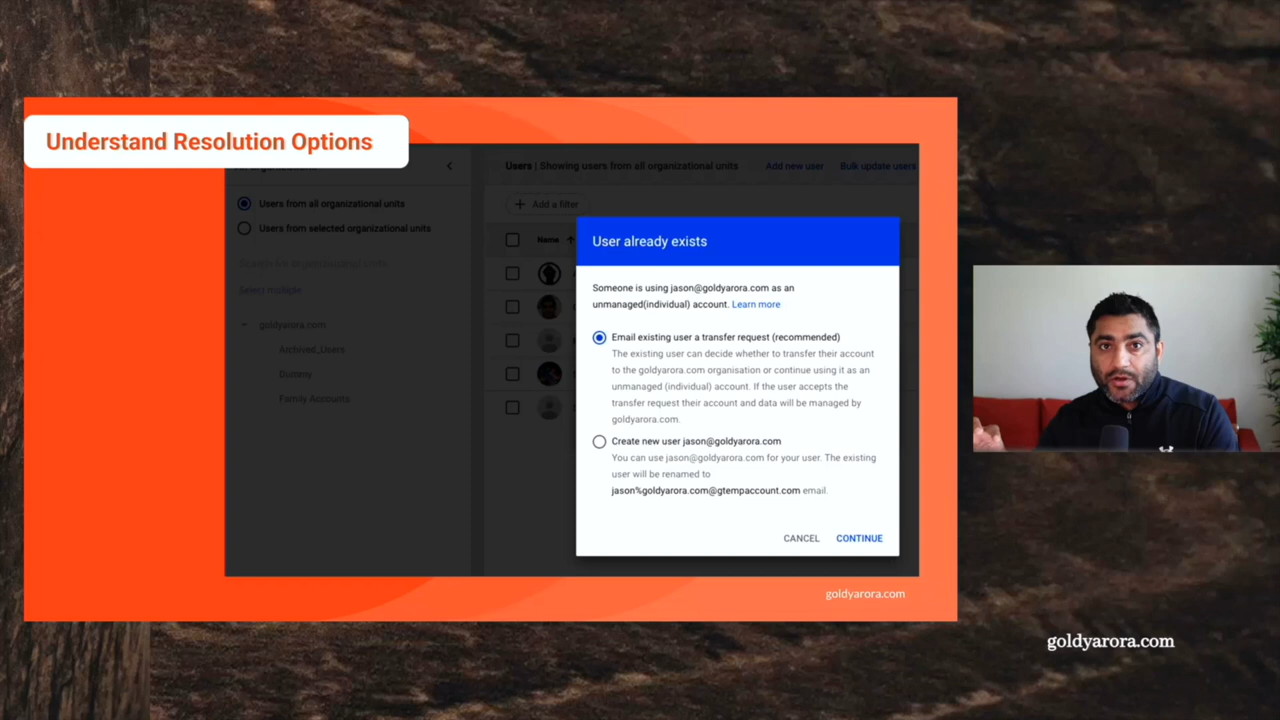 Understand Resolution Options
Users | Showing users from all organizational units
Add new user
Bulk update users
Users from all organizational units
Users from selected organizational units
Search for organizational units
Select multiple
goldyarora.com
Archived_Users
Dummy
Family Accounts
Add a filter
Name
User already exists
Someone is using jason@goldyarora.com as an
unmanaged(individual) account. Learn more
Email existing user a transfer request (recommended)
The existing user can decide whether to transfer their account
to the goldyarora.com organisation or continue using it as an
unmanaged (individual) account. If the user accepts the
transfer request their account and data will be managed by
goldyarora.com.
Create new user jason@goldyarora.com
You can use jason@goldyarora.com for your user. The existing
user will be renamed to
jason%goldyarora.com@gtempaccount.com email.
CANCEL
CONTINUE
goldyarora.com
goldyarora.com